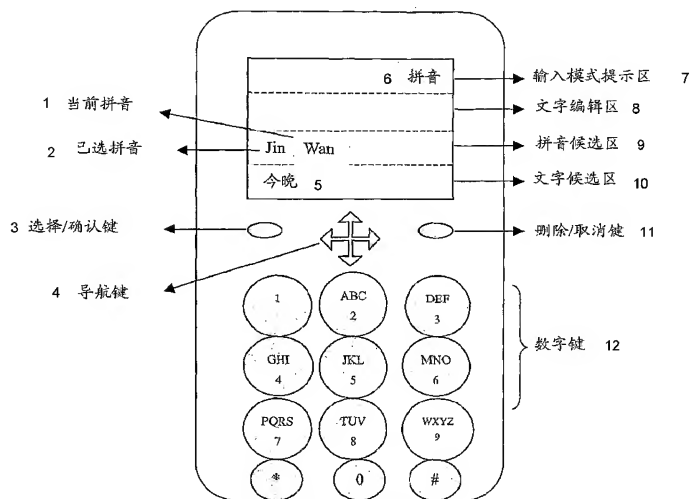 6 拼音
输入模式提示区 7
文字编辑区 8
1 当前拼音
2 已选拼音
Jin Wan
拼音候选区 9
今晚 5
文字候选区 10
3 选择/确认键
删除/取消键 11
4 导航键
1
ABC
2
DEF
3
GHI
4
JKL
5
MNO
6
数字键 12
PQRS
7
TUV
8
WXYZ
9
*
0
#